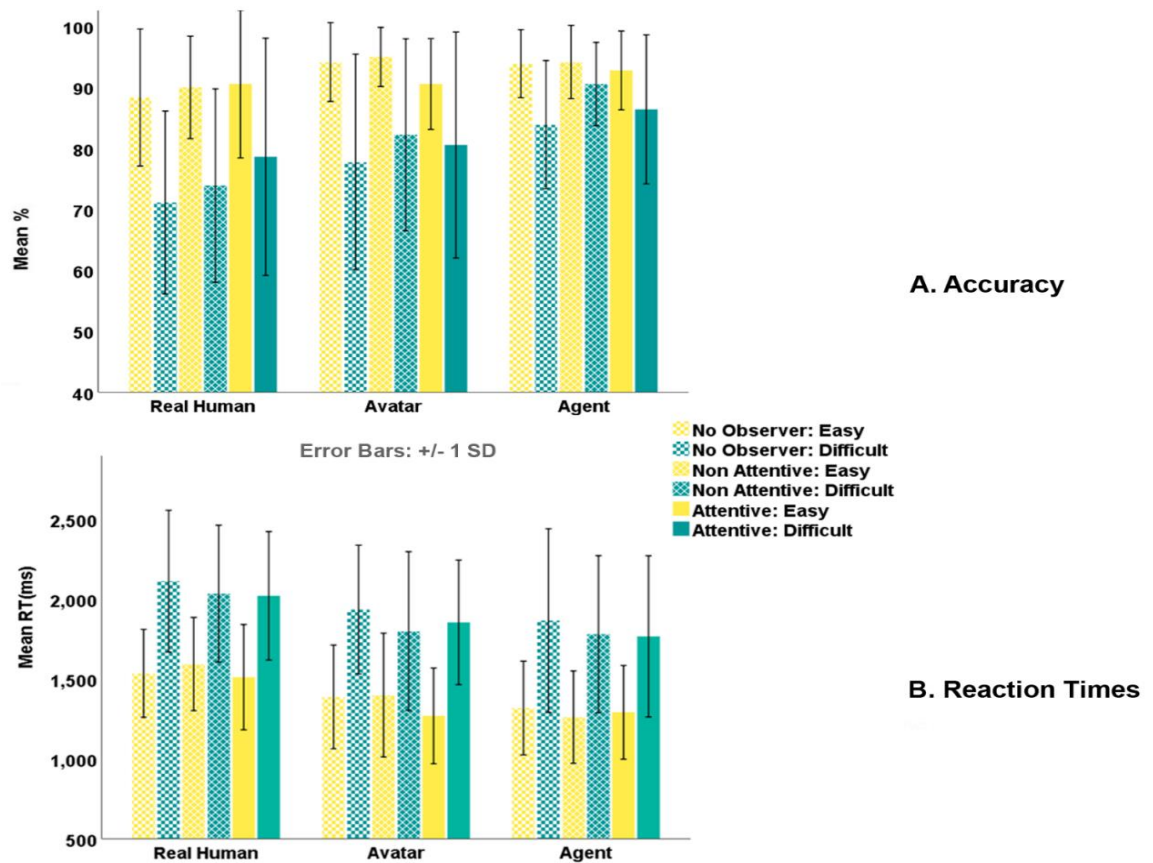 100
90
80
70
60
50
40
Mean %
Real Human Avatar Agent
A. Accuracy
Error Bars: +/- 1 SD
No Observer: Easy
No Observer: Difficult
Non Attentive: Easy
Non Attentive: Difficult
Attentive: Easy
Attentive: Difficult
2,500
2,000
1,500
1,000
500
Mean RT(ms)
Real Human Avatar Agent
B. Reaction Times